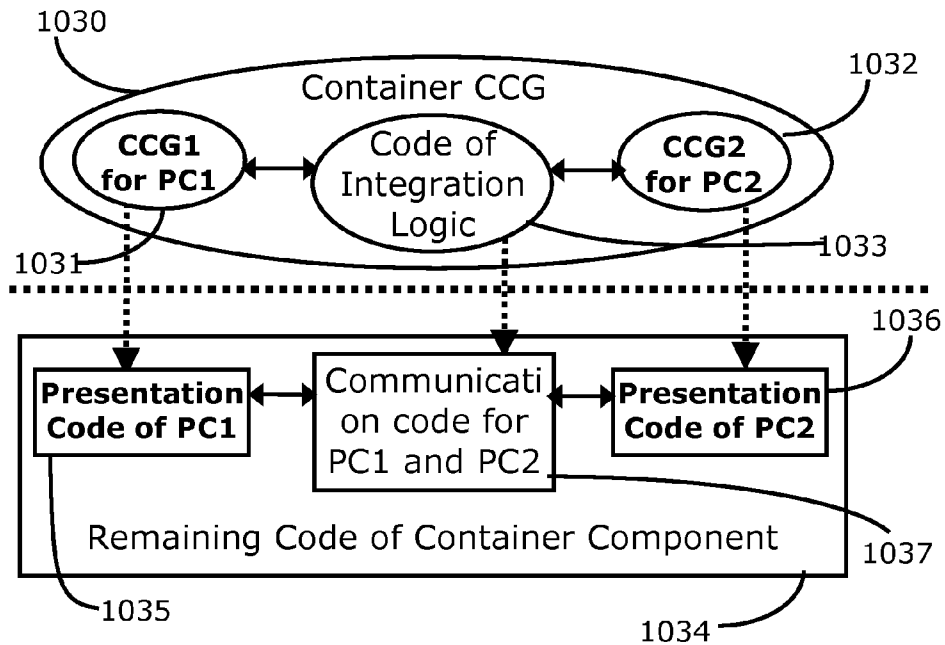 1030
1032
Container CCG
CCG1
for PC1
Code of
Integration
Logic
CCG2
for PC2
1031
1033
1036
Presentation
Code of PC1
Communicati
on code for
PC1 and PC2
Presentation
Code of PC2
Remaining Code of Container Component
1037
1035
1034